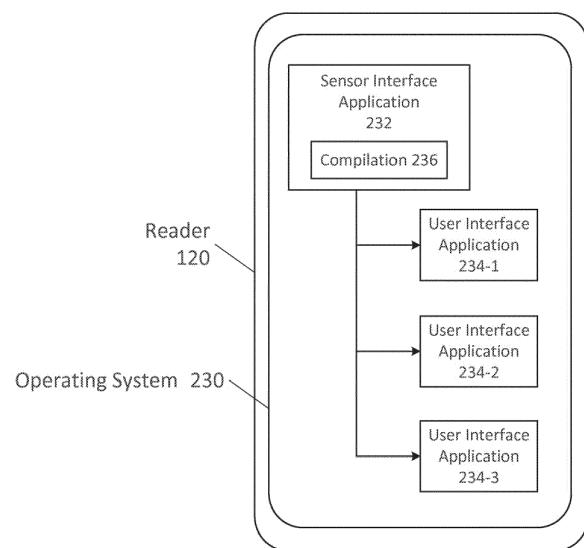 Sensor Interface
Application
232
Compilation 236
User Interface
Application
234-1
Reader
120
User Interface
Application
234-2
Operating System 230
User Interface
Application
234-3